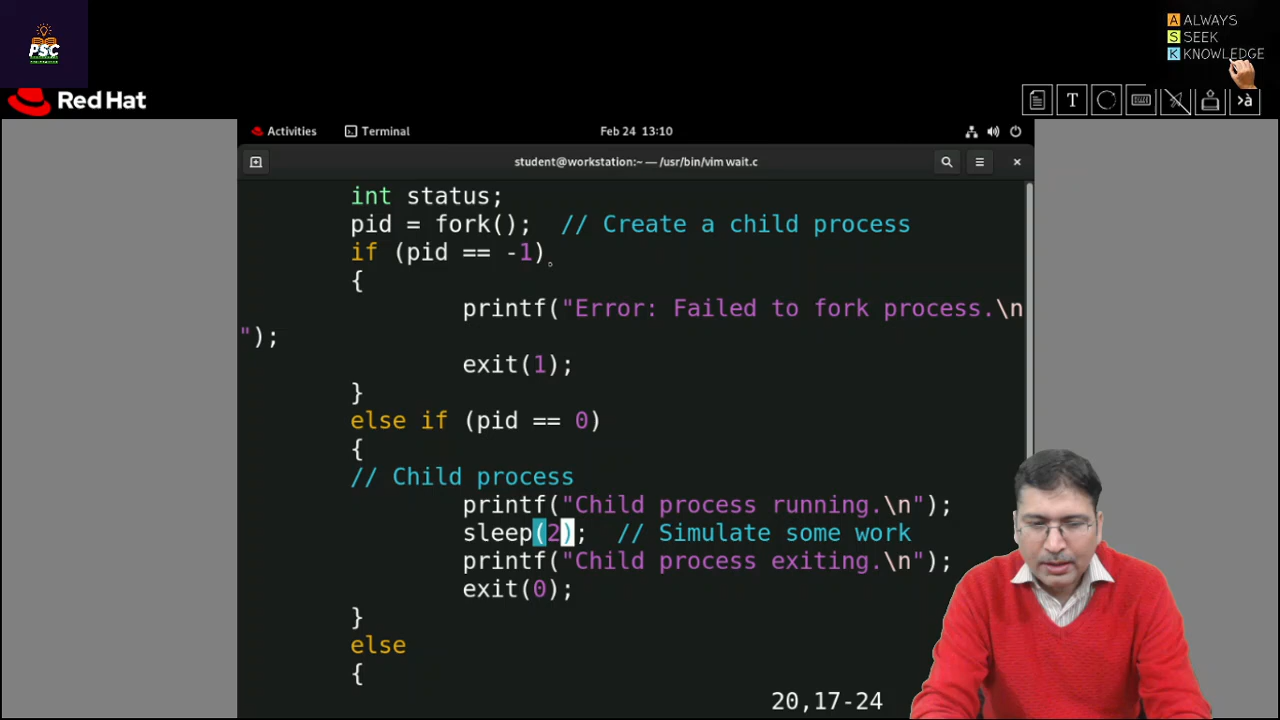 PSC
A ALWAYS
S SEEK
K KNOWLEDGE
Red Hat
T
>à
Activities
Terminal
Feb 24 13:10
student@workstation:~ — /usr/bin/vim wait.c
int status;
pid = fork(); // Create a child process
if (pid == -1)
{
printf("Error: Failed to fork process.\n
");
exit(1);
}
else if (pid == 0)
{
// Child process
printf("Child process running.\n");
sleep(2); // Simulate some work
printf("Child process exiting.\n");
exit(0);
}
else
{
20,17-24